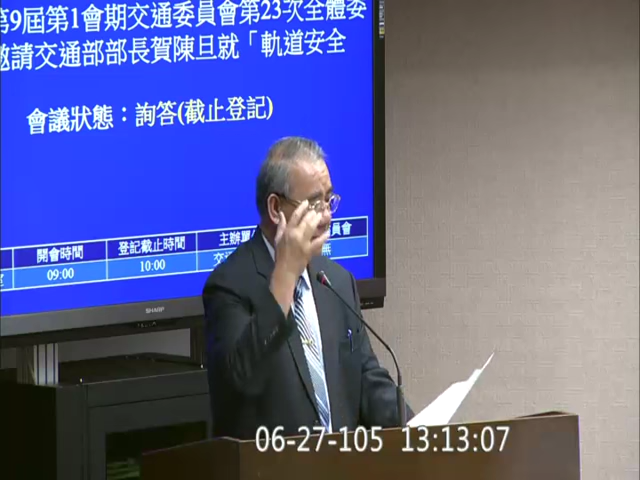 第9屆第1會期交通委員會第23次全體委
邀請交通部部長賀陳旦就「軌道安全
會議狀態：詢答(截止登記)
開會時間 登記截止時間 主辦單 員會
09:00 10:00 交 無
SHARP
06-27-105 13:13:07